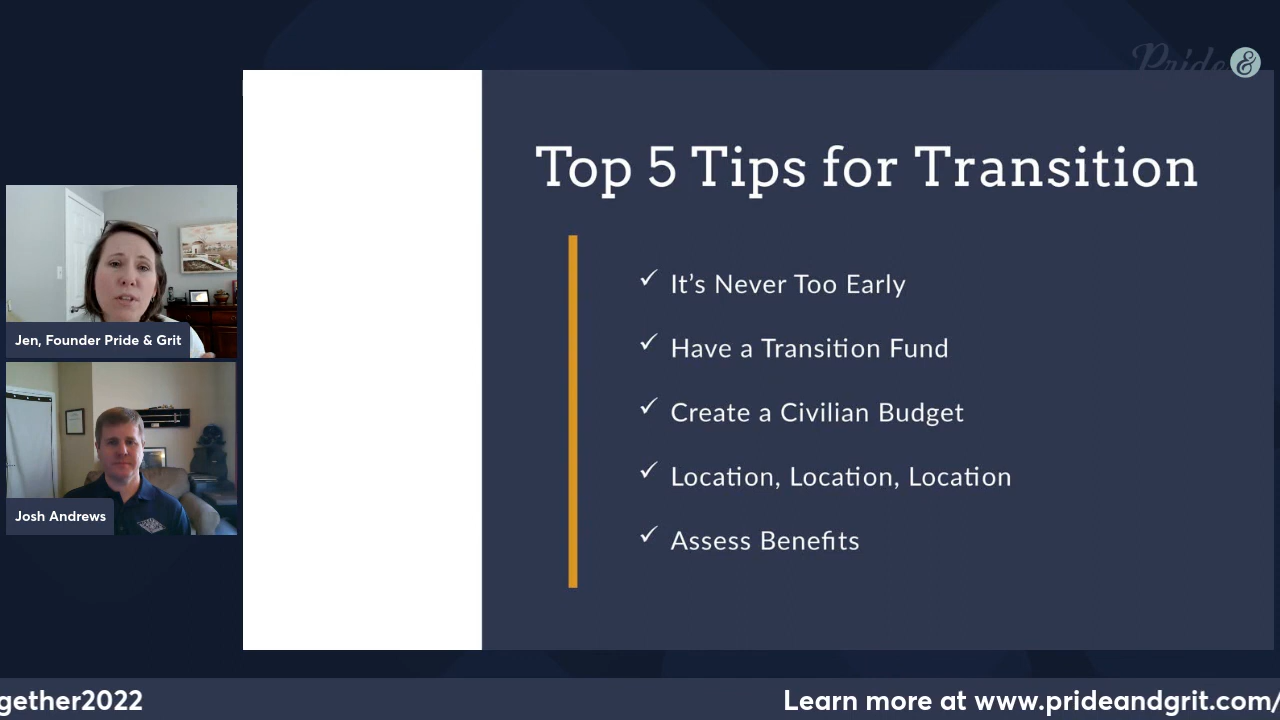 Pride &
Top 5 Tips for Transition
It's Never Too Early
Have a Transition Fund
Create a Civilian Budget
Location, Location, Location
Assess Benefits
Jen, Founder Pride & Grit
Josh Andrews
gether2022
Learn more at www.prideandgrit.com/